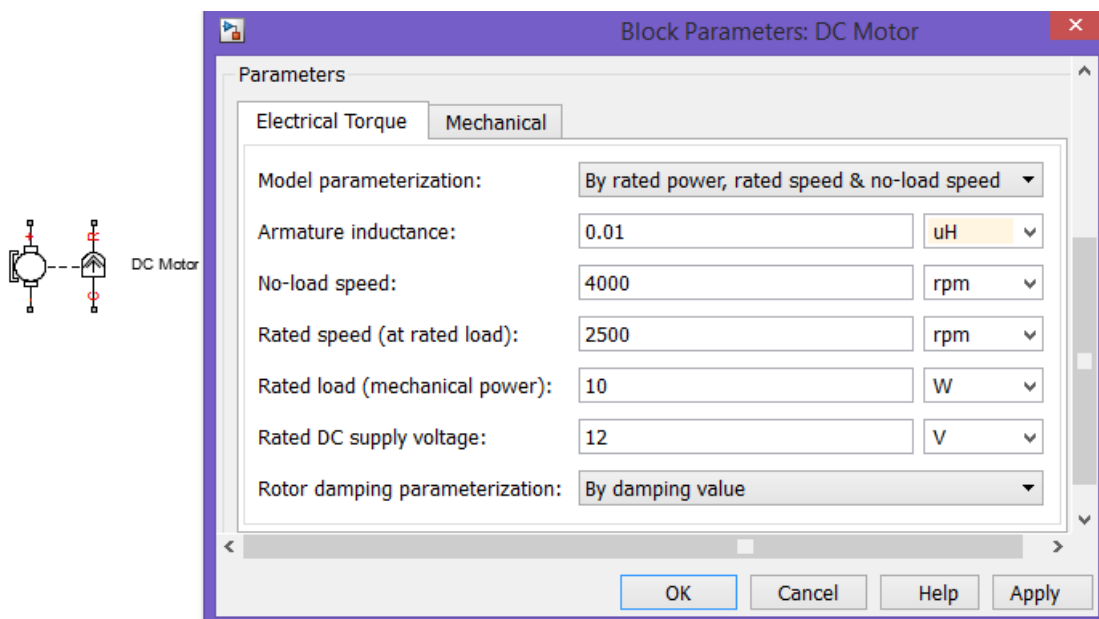 Block Parameters: DC Motor
×
Parameters
Electrical Torque Mechanical
Model parameterization: By rated power, rated speed & no-load speed
Armature inductance: 0.01 uH
No-load speed: 4000 rpm
Rated speed (at rated load): 2500 rpm
Rated load (mechanical power): 10 W
Rated DC supply voltage: 12 V
Rotor damping parameterization: By damping value
OK Cancel Help Apply
+ R
DC Motor
- C